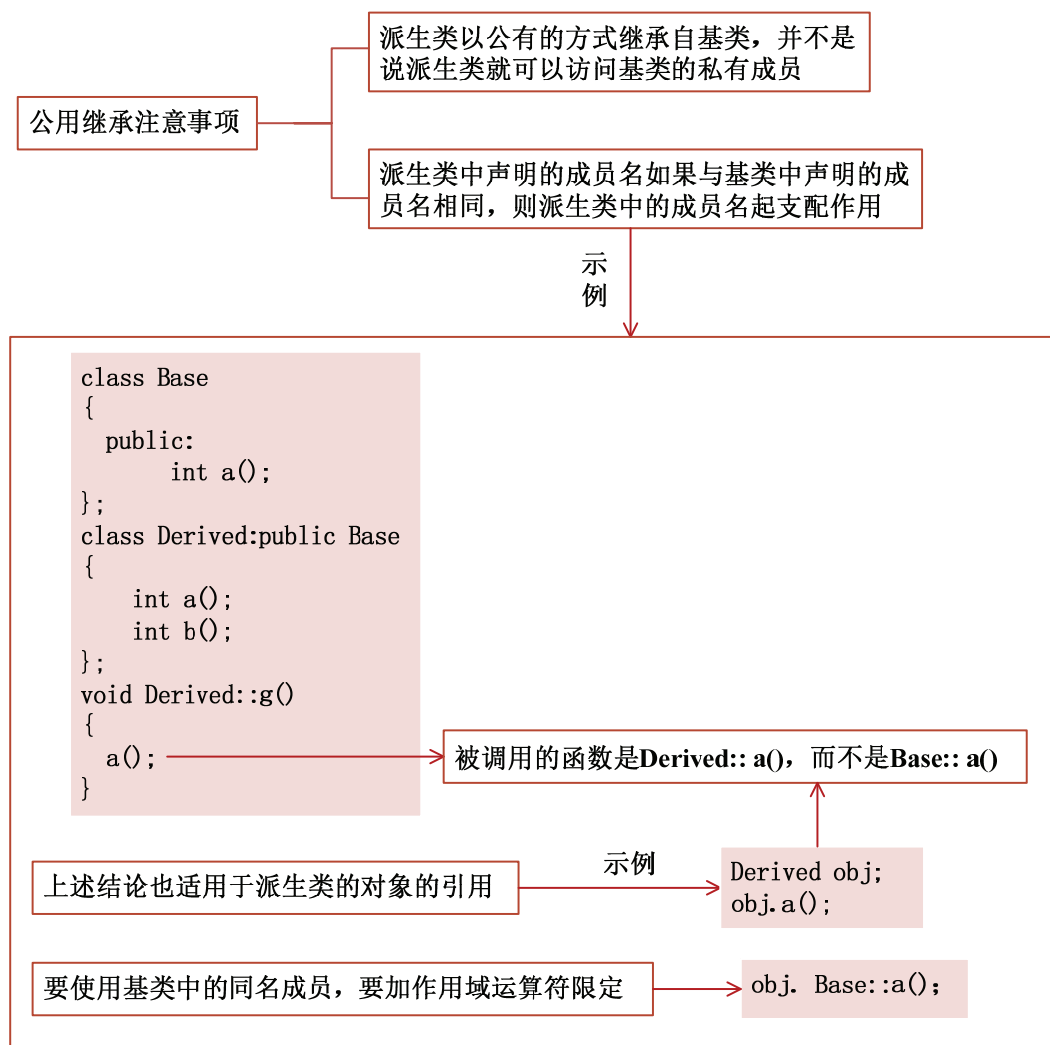 派生类以公有的方式继承自基类，并不是
说派生类就可以访问基类的私有成员
公用继承注意事项
派生类中声明的成员名如果与基类中声明的成
员名相同，则派生类中的成员名起支配作用
示
例
class Base
{
public:
int a();
};
class Derived:public Base
{
int a();
int b();
};
void Derived::g()
{
a();
}
被调用的函数是Derived:: a()，而不是Base:: a()
上述结论也适用于派生类的对象的引用
示例
Derived obj;
obj.a();
要使用基类中的同名成员，要加作用域运算符限定
obj. Base::a();